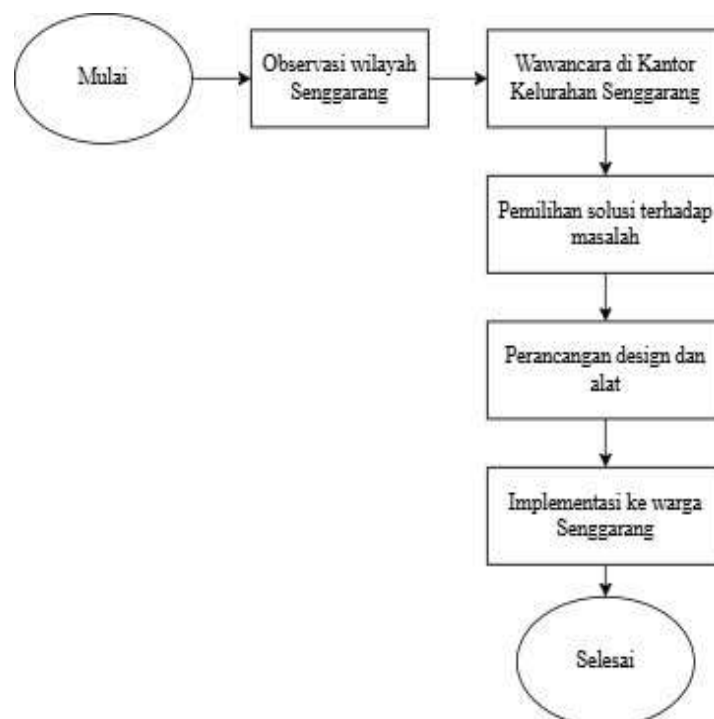 Mulai
Observasi wilayah
Senggarang
Wawancara di Kantor
Kelurahan Senggarang
Pemilihan solusi terhadap
masalah
Perancangan design dan
alat
Implementasi ke warga
Senggarang
Selesai